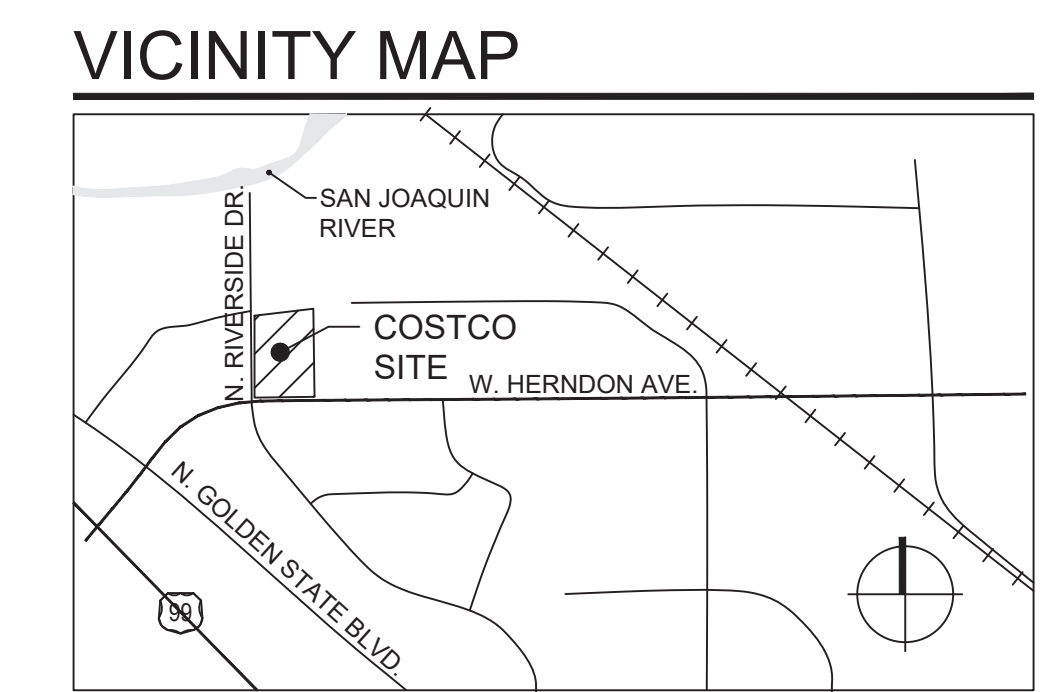 VICINITY MAP
SAN JOAQUIN
RIVER
N. RIVERSIDE DR.
COSTCO
SITE
W. HERNDON AVE.
N. GOLDEN STATE BLVD.
99